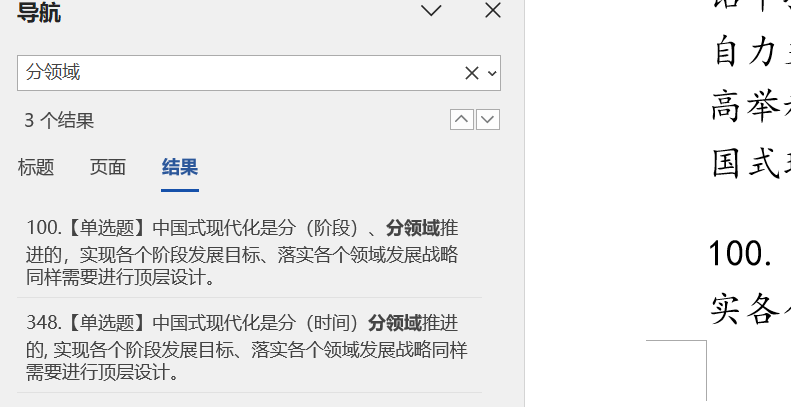 导航
分领域
3 个结果
标题 页面 结果
100.【单选题】中国式现代化是分（阶段）、分领域推
进的，实现各个阶段发展目标、落实各个领域发展战略
同样需要进行顶层设计。
348.【单选题】中国式现代化是分（时间）分领域推进
的, 实现各个阶段发展目标、落实各个领域发展战略同样
需要进行顶层设计。
自力
高举
国式
100.
实各